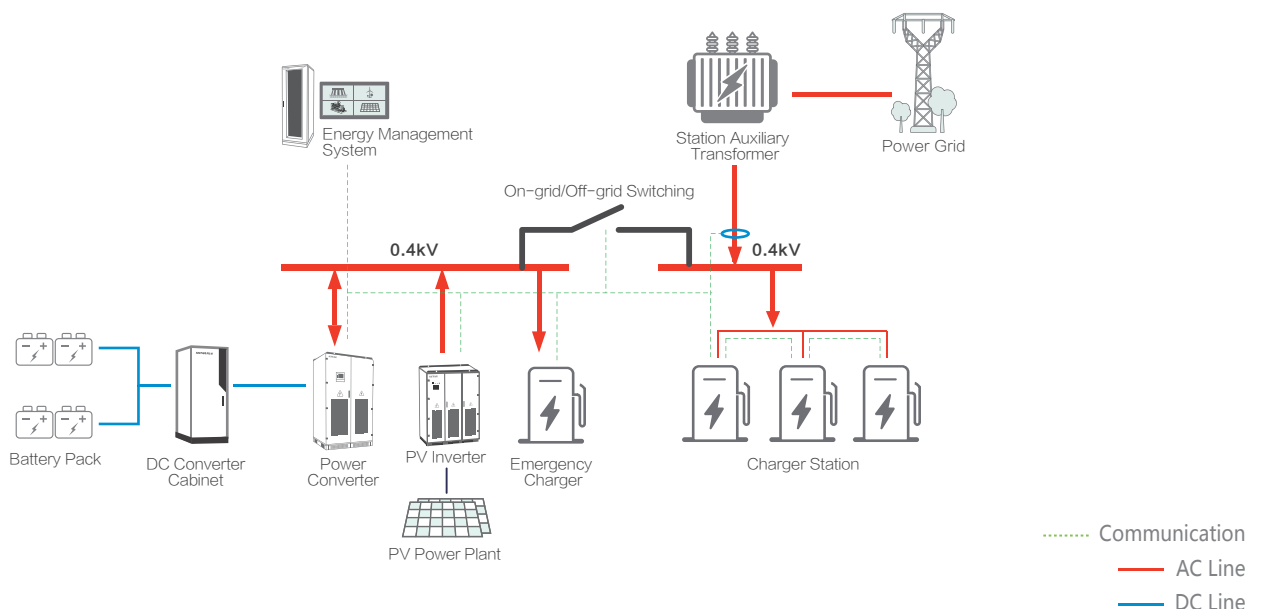 Energy Management
System
Station Auxiliary
Transformer
Power Grid
On-grid/Off-grid Switching
0.4kV
0.4kV
Battery Pack
DC Converter
Cabinet
Power
Converter
PV Inverter
Emergency
Charger
Charger Station
PV Power Plant
Communication
AC Line
DC Line